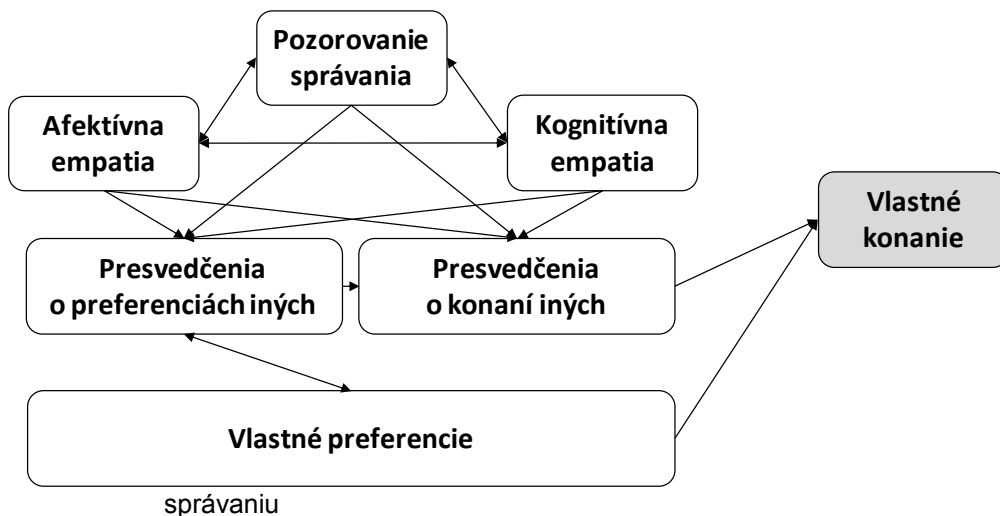 Pozorovanie
správania
Afektívna
empatia
Kognitívna
empatia
Vlastné
konanie
Presvedčenia
o preferenciách iných
Presvedčenia
o konaní iných
Vlastné preferencie
správaniu